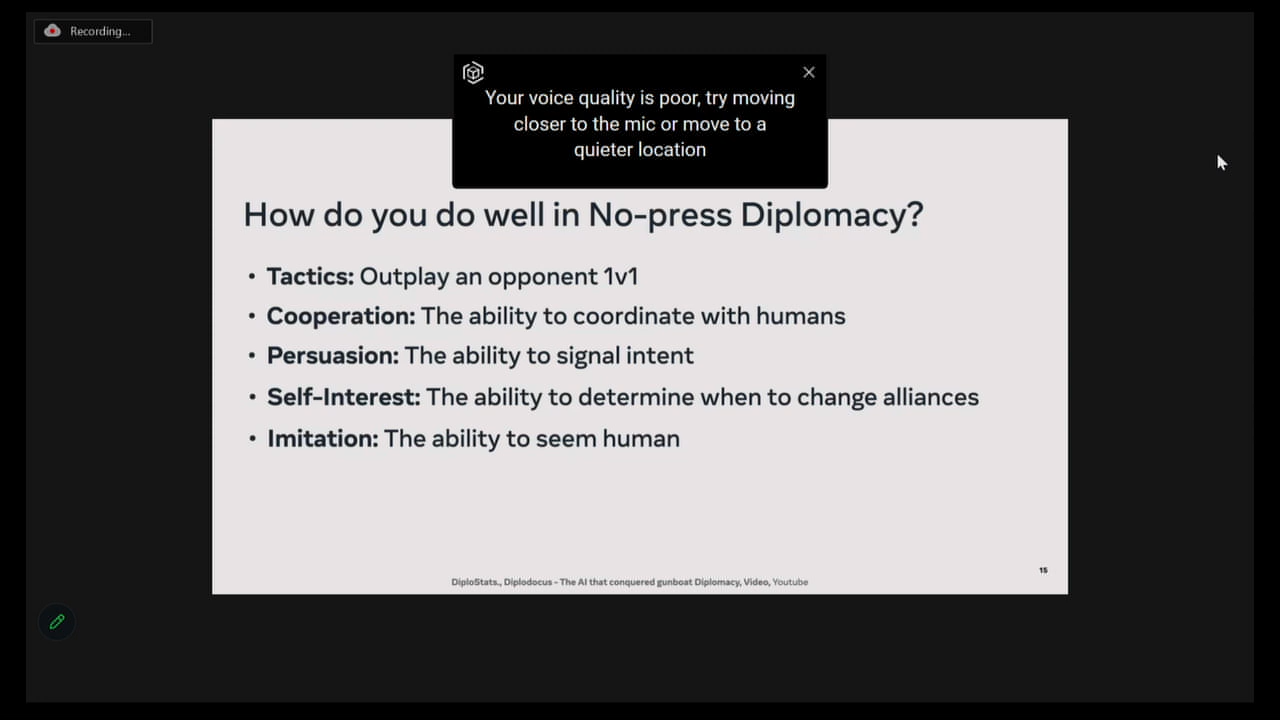 Recording...
Your voice quality is poor, try moving
closer to the mic or move to a
quieter location
How do you do well in No-press Diplomacy?
• Tactics: Outplay an opponent 1v1
• Cooperation: The ability to coordinate with humans
• Persuasion: The ability to signal intent
• Self-Interest: The ability to determine when to change alliances
• Imitation: The ability to seem human
15
DiploStats., Diplodocus - The AI that conquered gunboat Diplomacy, Video, Youtube